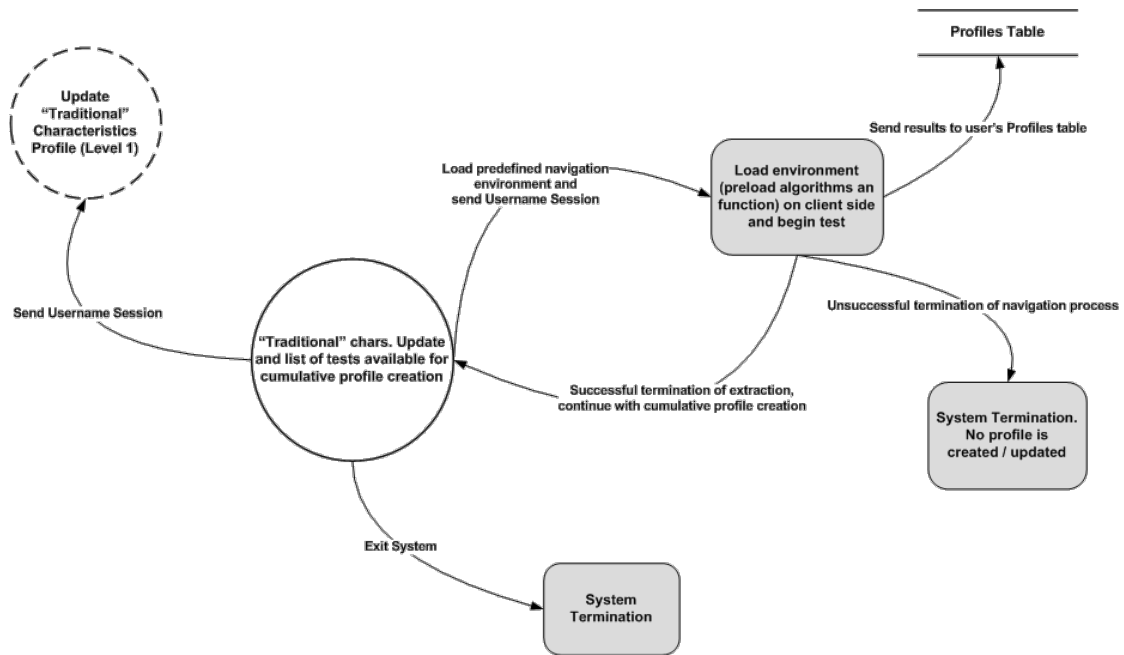 Profiles Table
Update
“Traditional”
Characteristics
Profile (Level 1)
Send results to user's Profiles table
Load predefined navigation
environment and
send Username Session
Load environment
(preload algorithms an
function) on client side
and begin test
Send Username Session
Unsuccessful termination of navigation process
“Traditional” chars. Update
and list of tests available for
cumulative profile creation
Successful termination of extraction,
continue with cumulative profile creation
System Termination.
No profile is
created / updated
Exit System
System
Termination